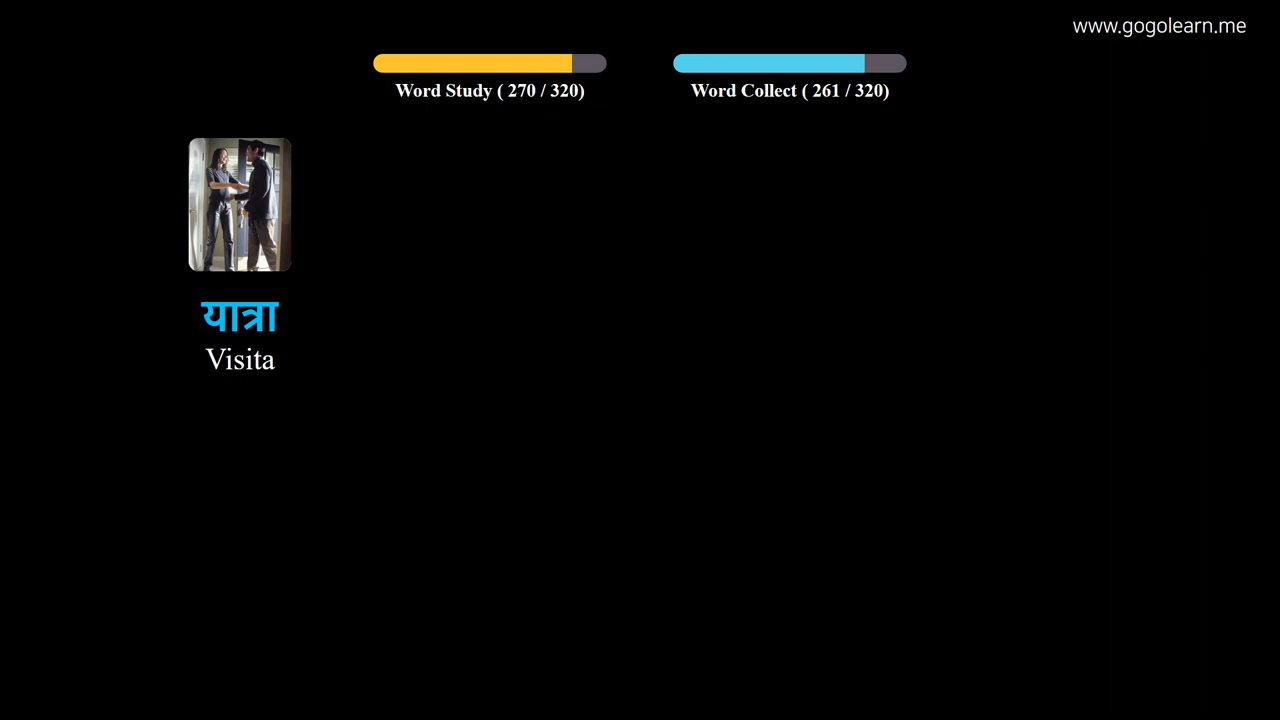 www.gogolearn.me
Word Study ( 270 / 320)
Word Collect ( 261 / 320)
यात्रा
Visita